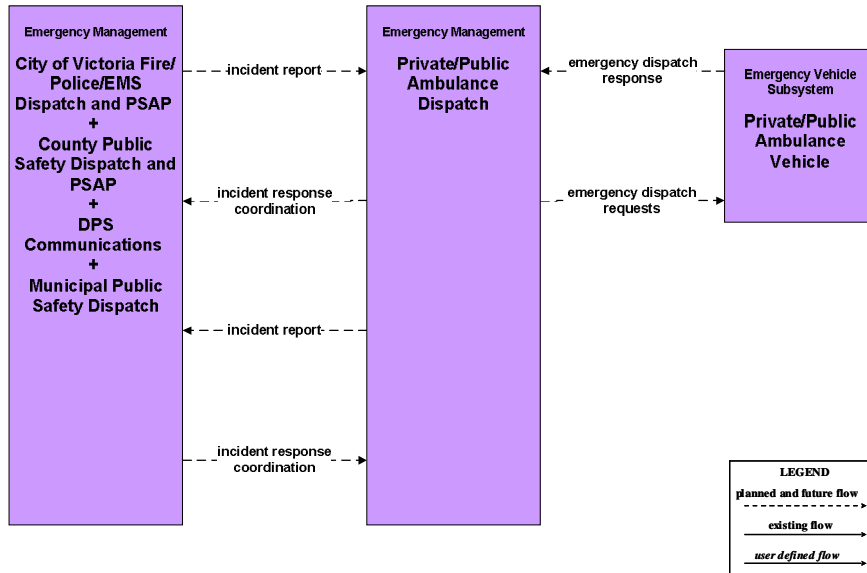 Emergency Management
City of Victoria Fire/
Police/EMS
Dispatch and PSAP
+
County Public
Safety Dispatch and
PSAP
+
DPS
Communications
+
Municipal Public
Safety Dispatch
incident report
incident response
coordination
incident report
incident response
coordination
Emergency Management
Private/Public
Ambulance
Dispatch
emergency dispatch
response
emergency dispatch
requests
Emergency Vehicle
Subsystem
Private/Public
Ambulance
Vehicle
LEGEND
planned and future flow
existing flow
user defined flow